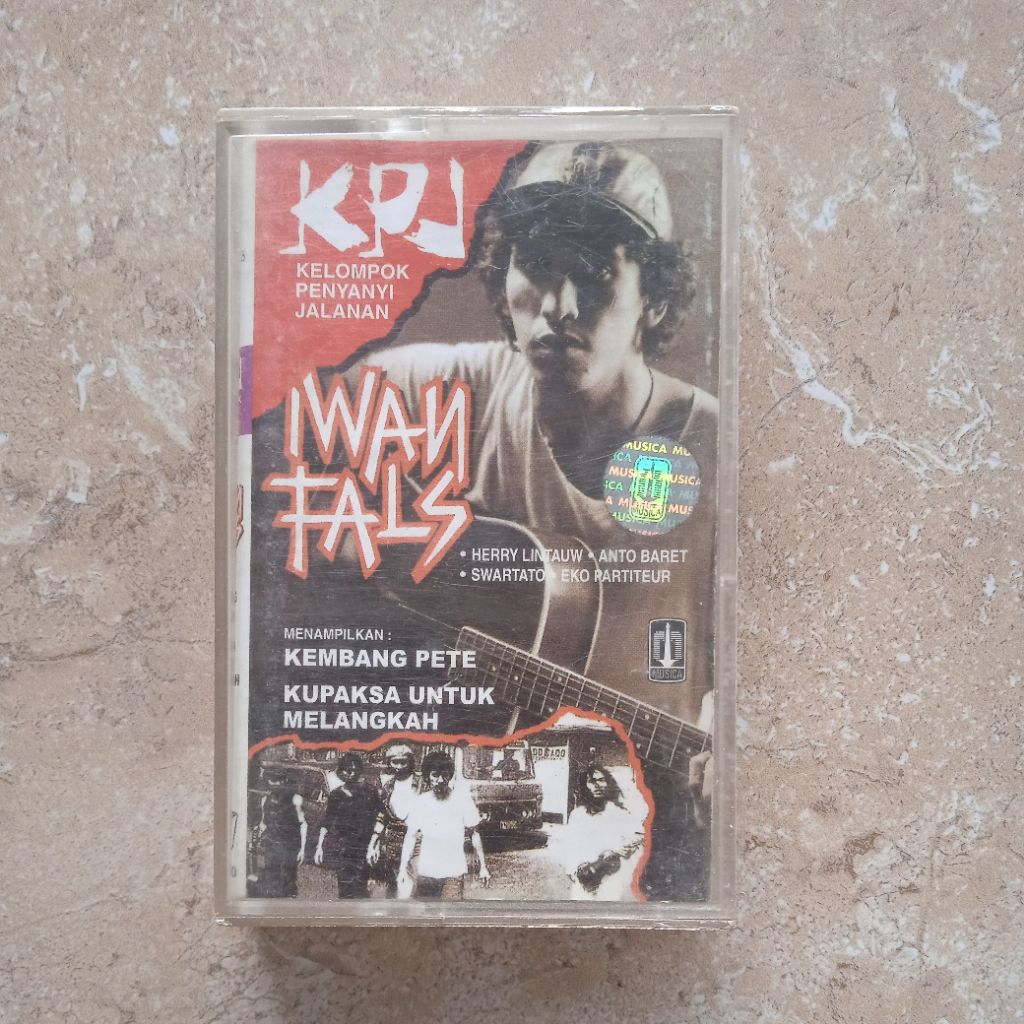 KPJ
KELOMPOK
PENYANYI
JALANAN
IWAN
FALS
• HERRY LINTAUW • ANTO BARET
• SWARTATO • EKO PARTITEUR
MENAMPILKAN :
KEMBANG PETE
KUPAKSA UNTUK
MELANGKAH
MUSICA
MUSICA